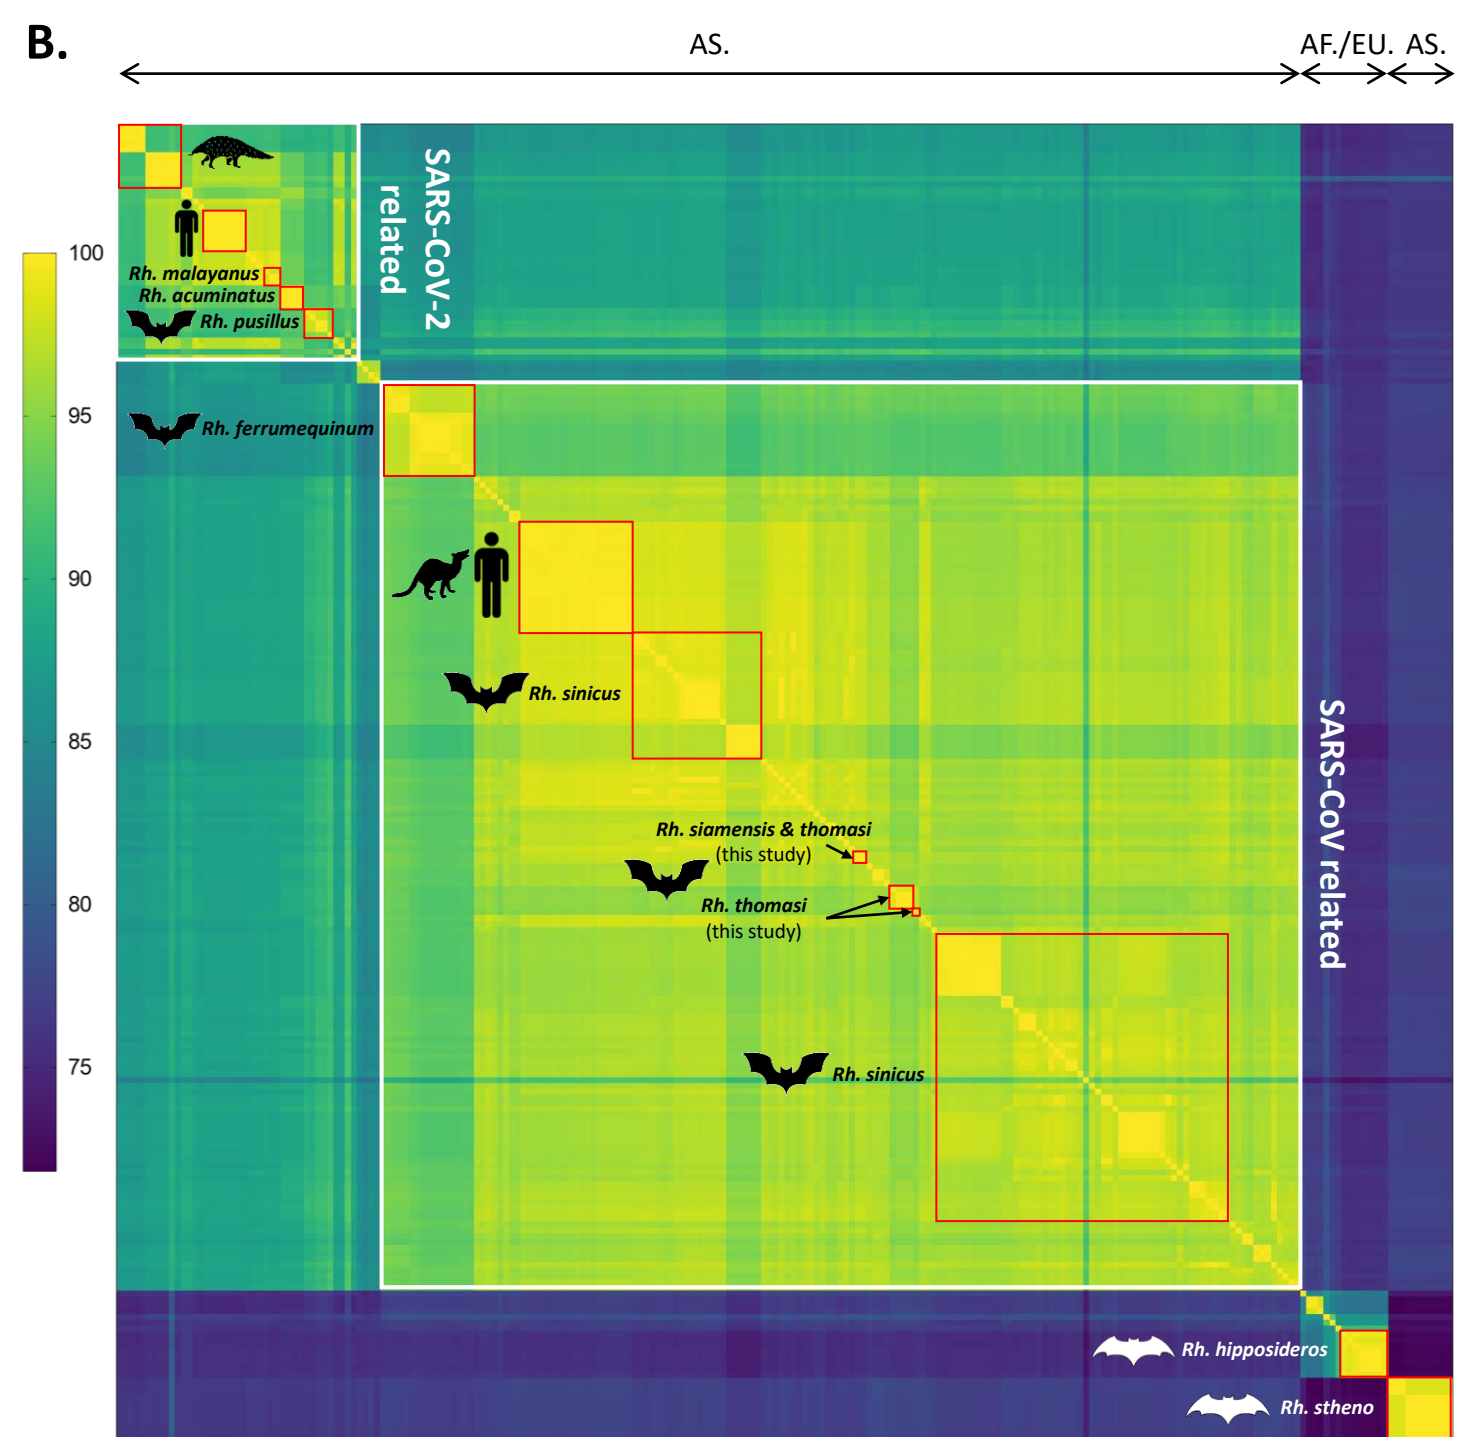 B.
AS.
AF./EU.
AS.
SARS-CoV-2
related
100
95
90
85
80
75
Rh. malayanus
Rh. acuminatus
Rh. pusillus
Rh. ferrumequinum
Rh. sinicus
Rh. siamensis & thomasi
(this study)
Rh. thomasi
(this study)
SARS-CoV related
Rh. sinicus
Rh. hipposideros
Rh. stheno